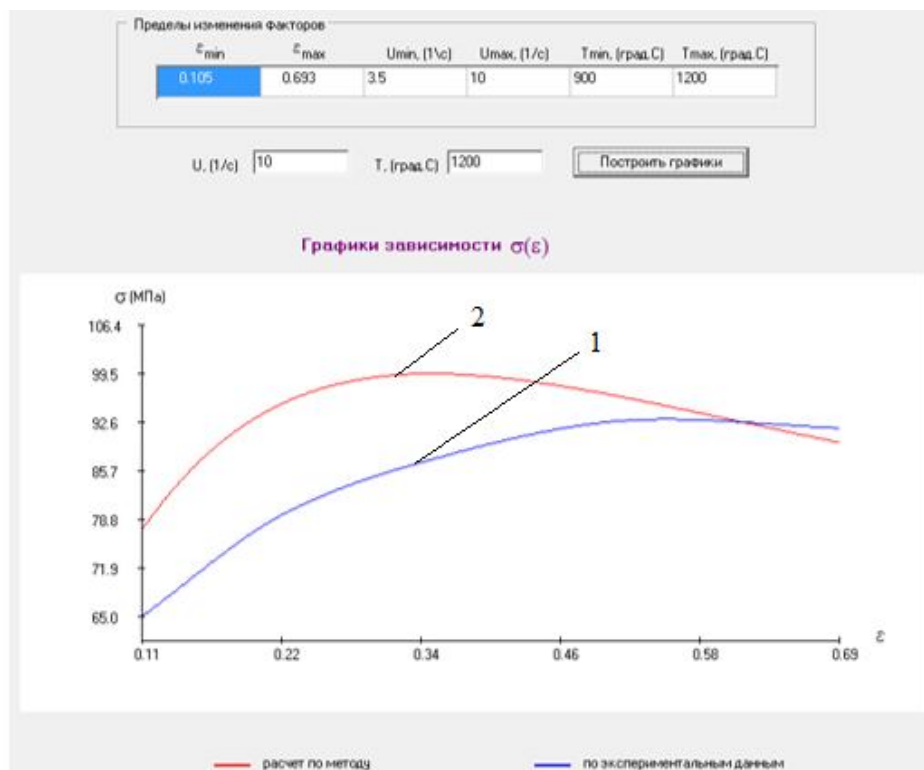 Пределы изменения факторов
εmin εmax Umin, (1\с) Umax, (1/с) Tmin, (град.С) Tmax, (град.С)
0.105 0.693 3.5 10 900 1200
U, (1/с) 10 Т, (град.С) 1200 Построить графики
Графики зависимости σ(ε)
σ (МПа)
106.4
99.5
92.6
85.7
78.8
71.9
65.0
2
1
0.11 0.22 0.34 0.46 0.58 0.69
ε
расчет по методу по экспериментальным данным